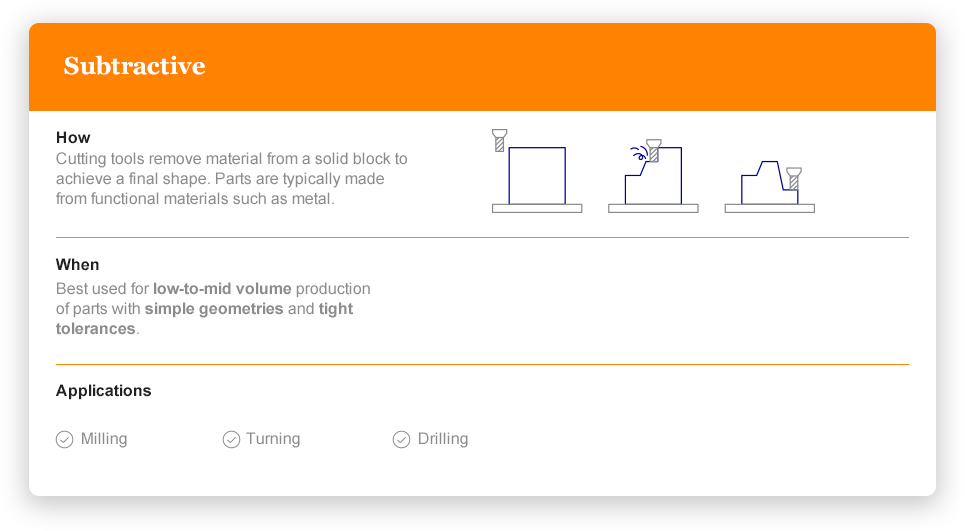 Subtractive
How
Cutting tools remove material from a solid block to
achieve a final shape. Parts are typically made
from functional materials such as metal.
When
Best used for low-to-mid volume production
of parts with simple geometries and tight
tolerances.
Applications
Milling
Turning
Drilling